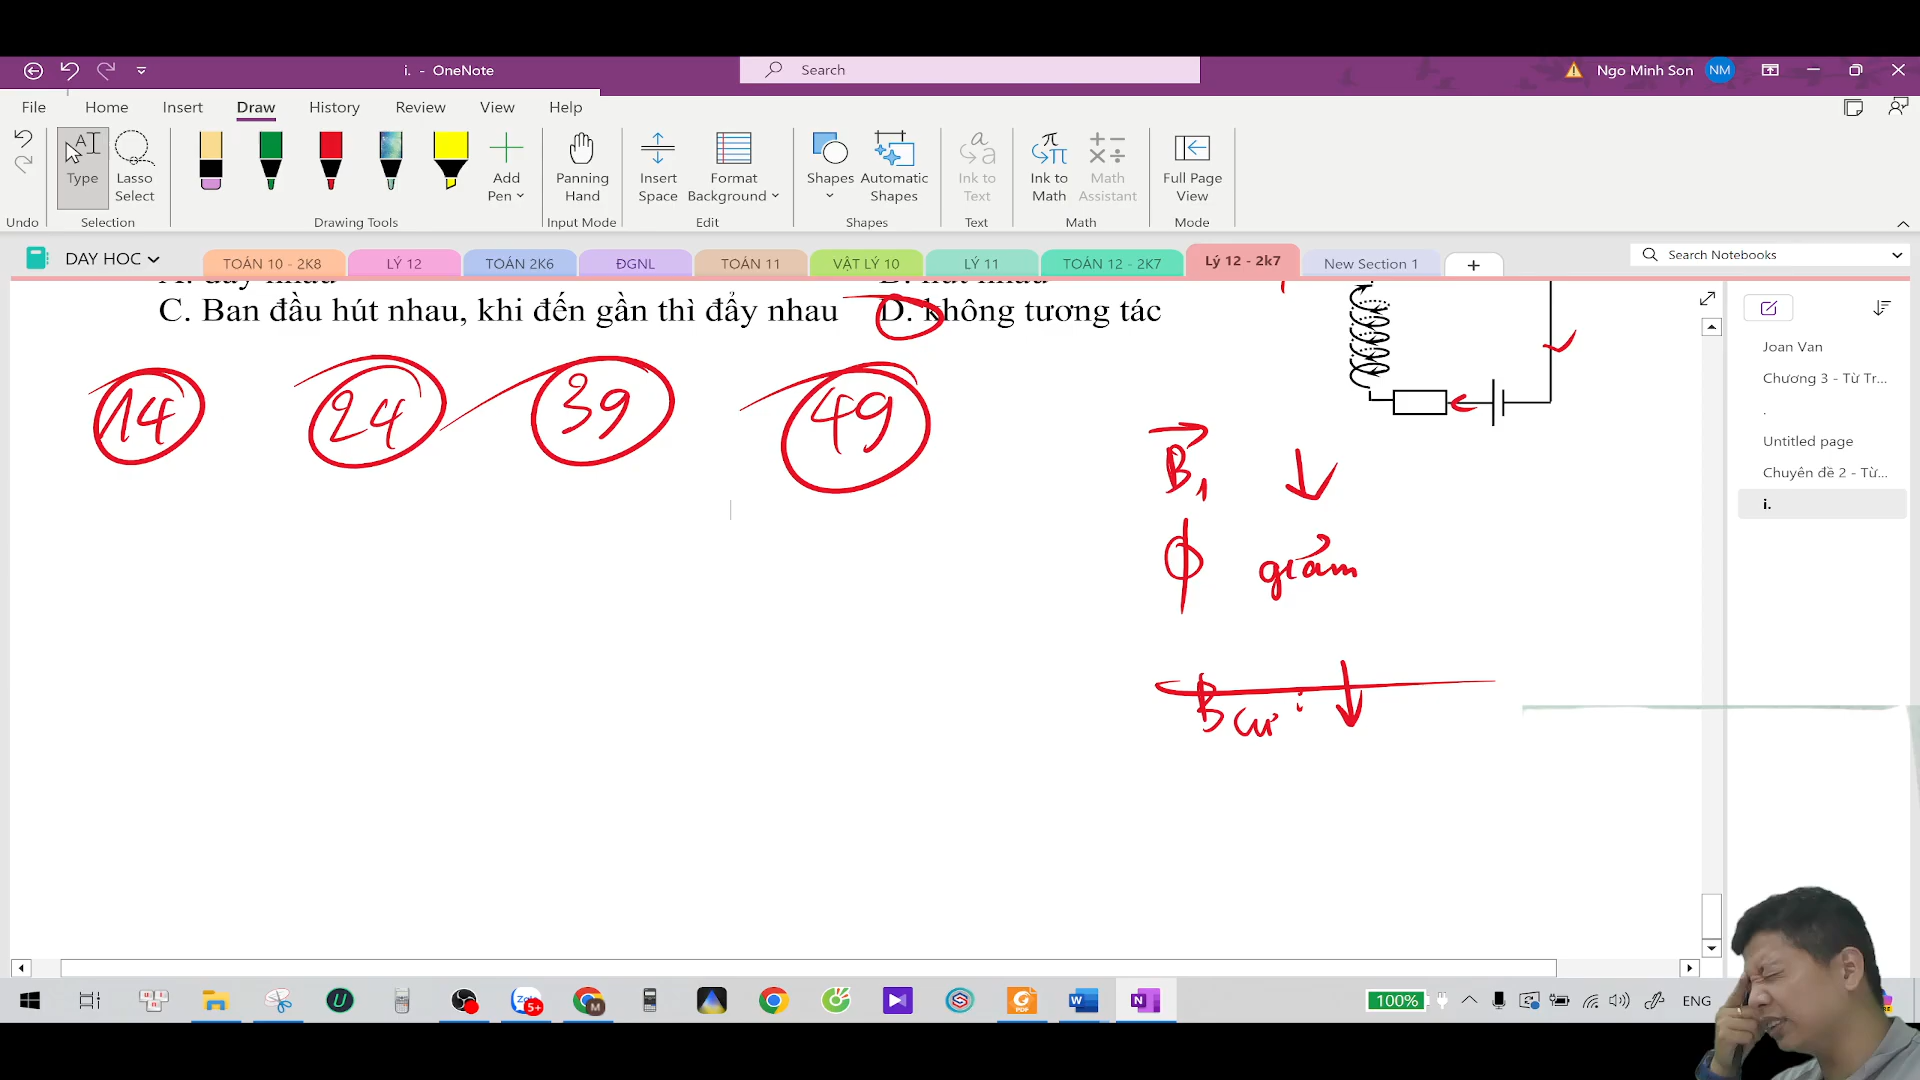 i. - OneNote
Search
Ngo Minh Son NM
File Home Insert Draw History Review View Help
Type
Lasso Select
Add Pen
Panning Hand
Insert Space
Format Background
Shapes
Automatic Shapes
Ink to Text
Ink to Math
Math Assistant
Full Page View
Undo Selection Drawing Tools Input Mode Edit Shapes Text Math Mode
DAY HOC
TOÁN 10 - 2K8 LÝ 12 TOÁN 2K6 ĐGNL TOÁN 11 VẬT LÝ 10 LÝ 11 TOÁN 12 - 2K7 Lý 12 - 2k7 New Section 1 +
Search Notebooks
C. Ban đầu hút nhau, khi đến gần thì đẩy nhau D. không tương tác
14 24 39 49
B1
ϕ giảm
B cư
Joan Van
Chương 3 - Từ Tr...
.
Untitled page
Chuyên đề 2 - Từ...
i.
5+
M
100%
ENG